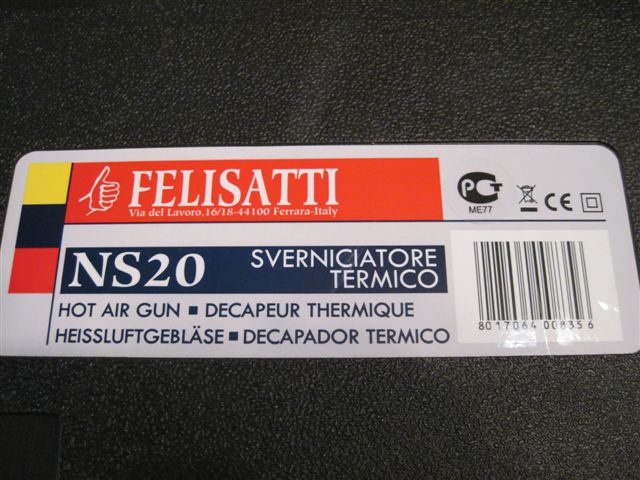 FELISATTI
Via del Lavoro, 16/18-44100 Ferrara-Italy
PCT
ME77
CE
NS20
SVERNICIATORE
TERMICO
HOT AIR GUN ■ DECAPEUR THERMIQUE
HEISSLUFTGEBLÄSE ■ DECAPADOR TERMICO
8017064 008356